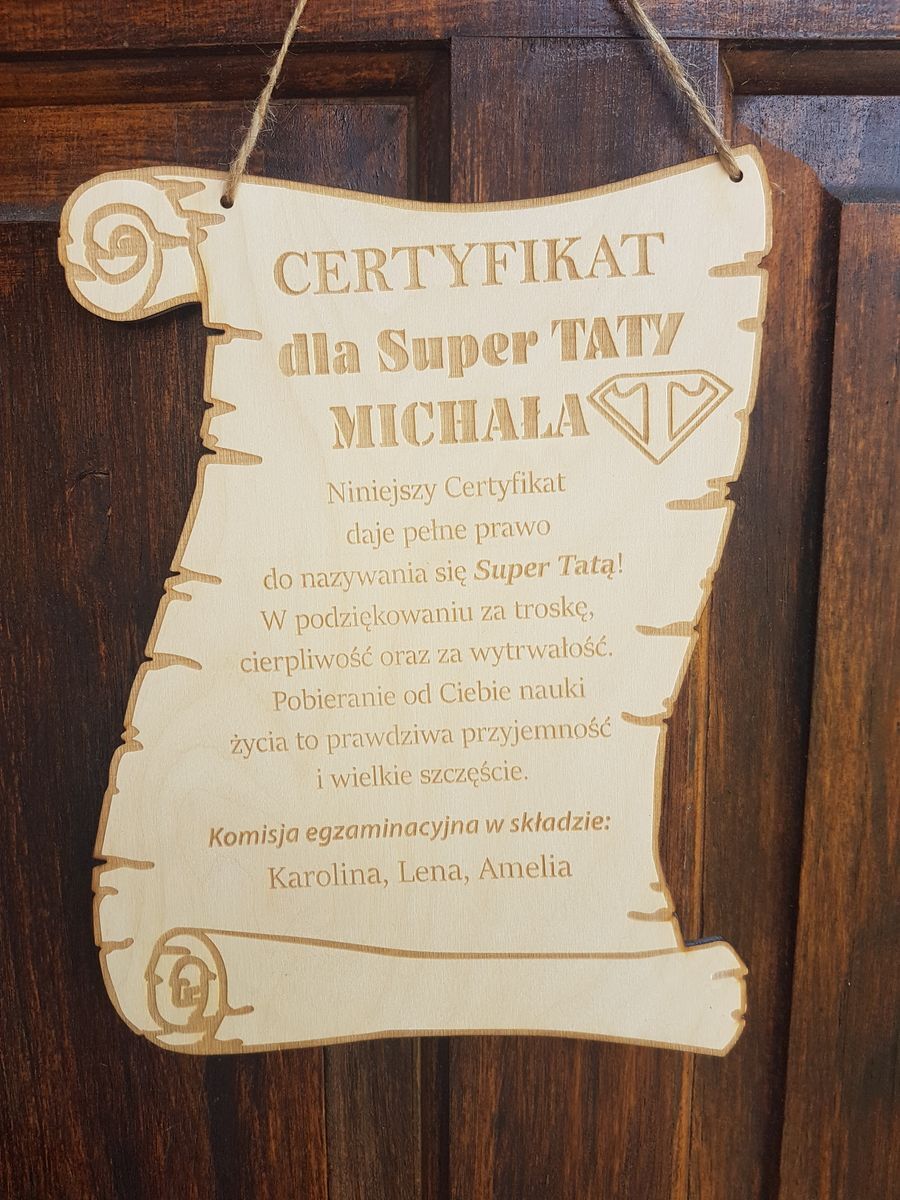 CERTYFIKAT
dla Super TATY
MICHAŁA
Niniejszy Certyfikat
daje pełne prawo
do nazywania się Super Tatą!
W podziękowaniu za troskę,
cierpliwość oraz za wytrwałość.
Pobieranie od Ciebie nauki
życia to prawdziwa przyjemność
i wielkie szczęście.
Komisja egzaminacyjna w składzie:
Karolina, Lena, Amelia